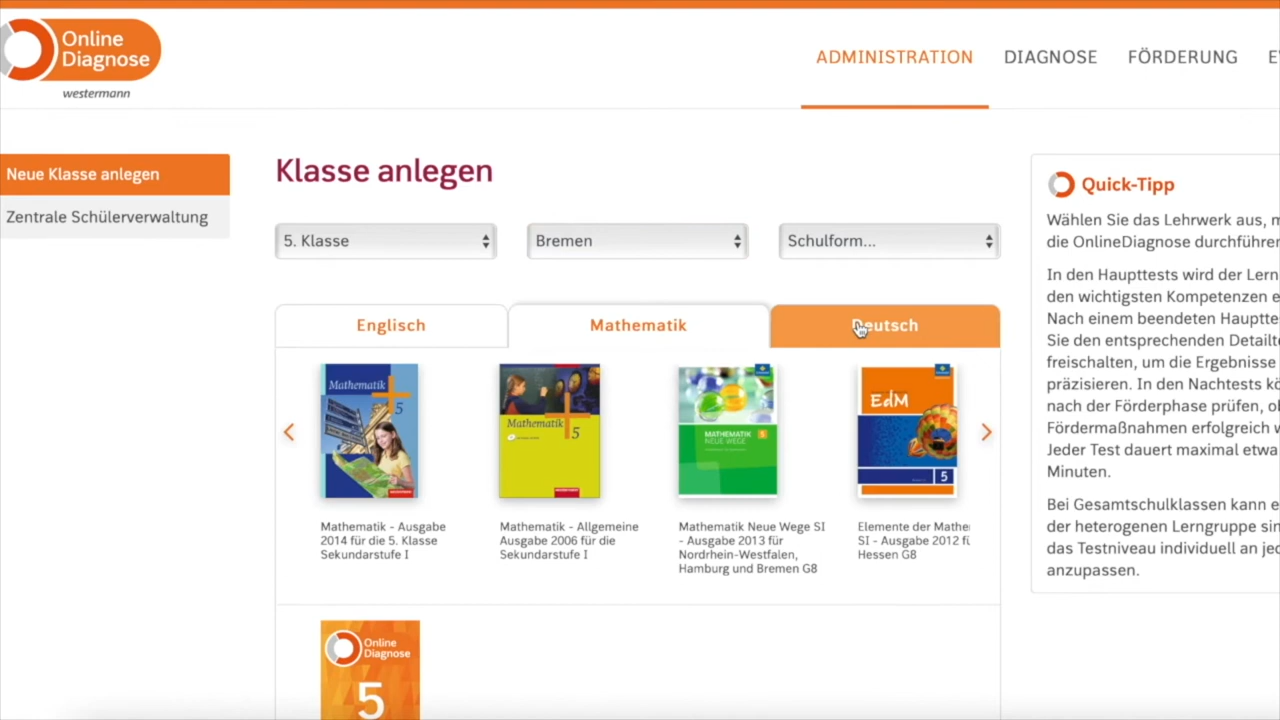 Online
Diagnose
westermann
ADMINISTRATION
DIAGNOSE
FÖRDERUNG
Neue Klasse anlegen
Zentrale Schülerverwaltung
Klasse anlegen
5. Klasse
Bremen
Schulform...
Englisch
Mathematik
Deutsch
Mathematik
5
Mathematik
5
MATHEMATIK
NEUE WEGE
5
EdM
5
Mathematik - Ausgabe
2014 für die 5. Klasse
Sekundarstufe I
Mathematik - Allgemeine
Ausgabe 2006 für die
Sekundarstufe I
Mathematik Neue Wege SI
- Ausgabe 2013 für
Nordrhein-Westfalen,
Hamburg und Bremen G8
Elemente der Mathe
SI - Ausgabe 2012 fü
Hessen G8
Online
Diagnose
5
Quick-Tipp
Wählen Sie das Lehrwerk aus, m
die OnlineDiagnose durchführen
In den Haupttests wird der Lern
den wichtigsten Kompetenzen e
Nach einem beendeten Hauptte
Sie den entsprechenden Detailte
freischalten, um die Ergebnisse
präzisieren. In den Nachtests kö
nach der Förderphase prüfen, ob
Fördermaßnahmen erfolgreich w
Jeder Test dauert maximal etwa
Minuten.
Bei Gesamtschulklassen kann e
der heterogenen Lerngruppe sin
das Testniveau individuell an jed
anzupassen.